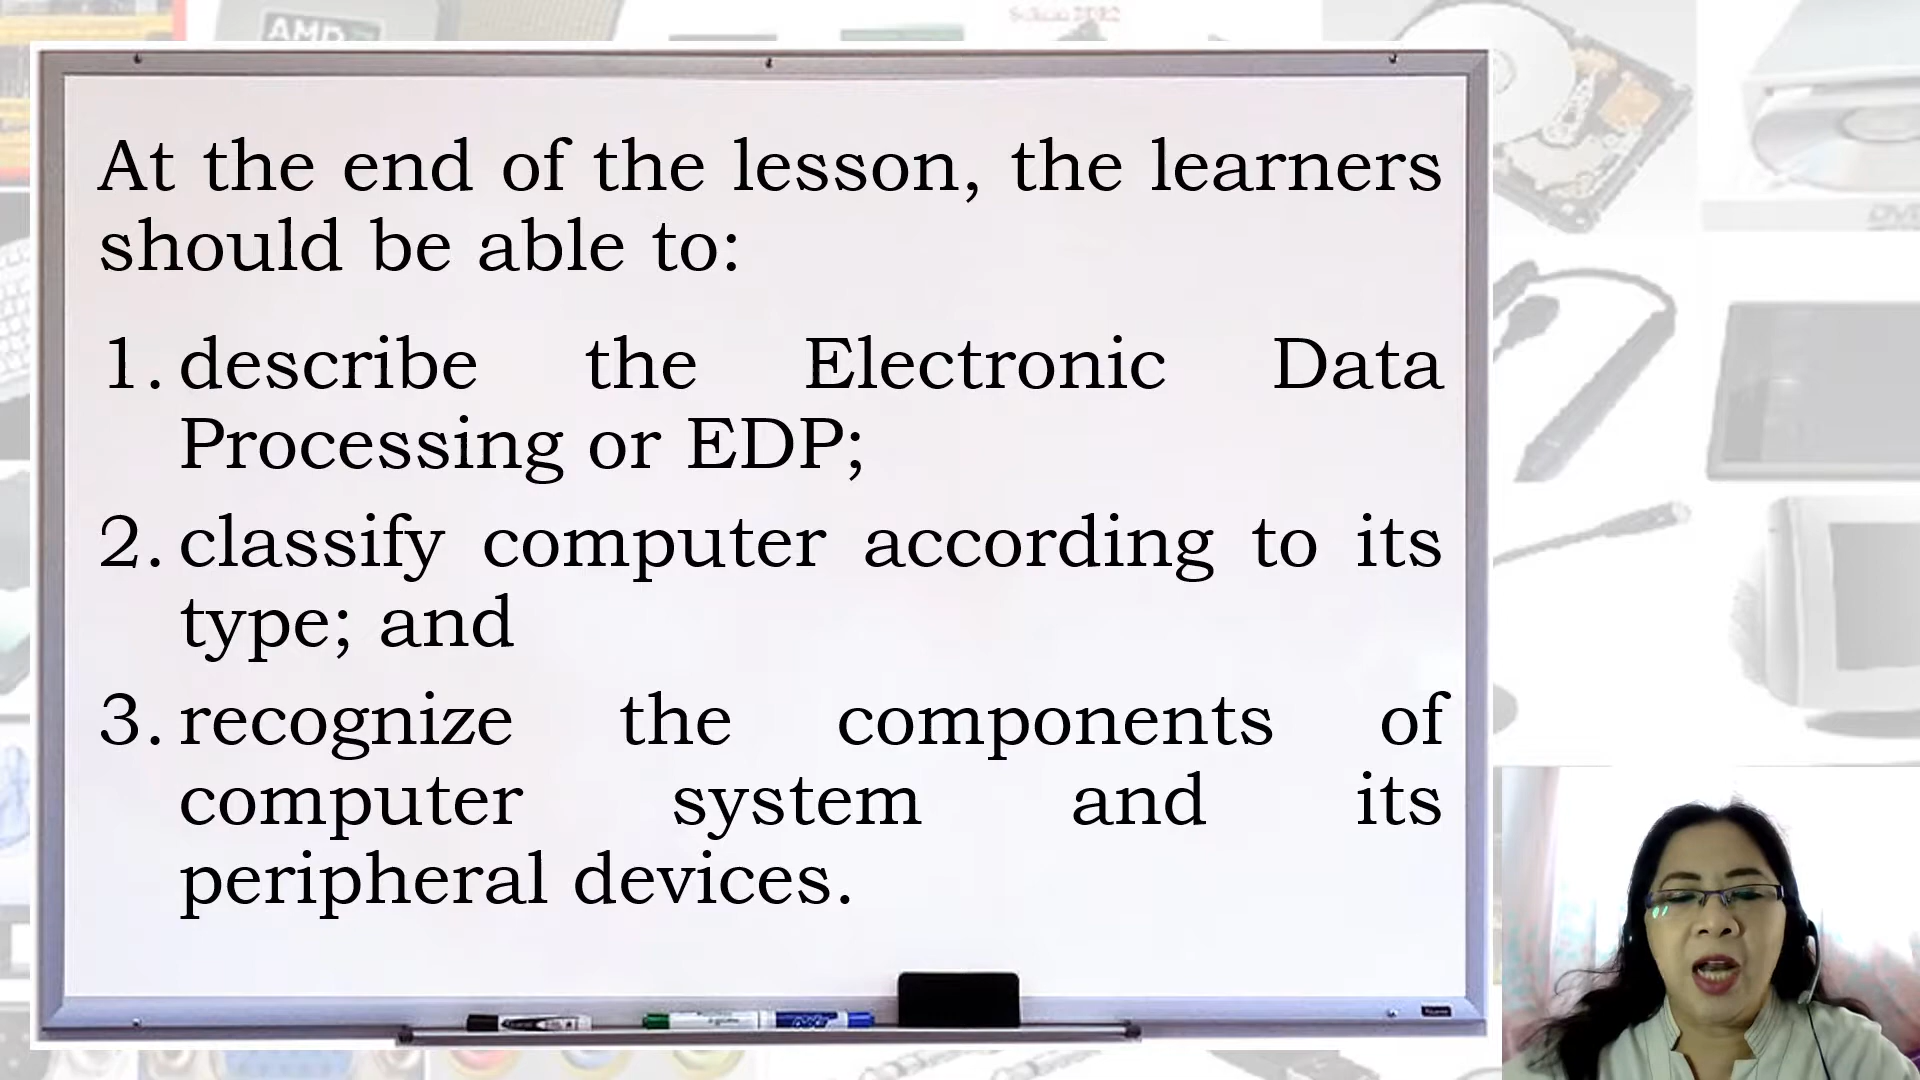 AMD
At the end of the lesson, the learners
should be able to:
1. describe the Electronic Data
Processing or EDP;
2. classify computer according to its
type; and
3. recognize the components of
computer system and its
peripheral devices.